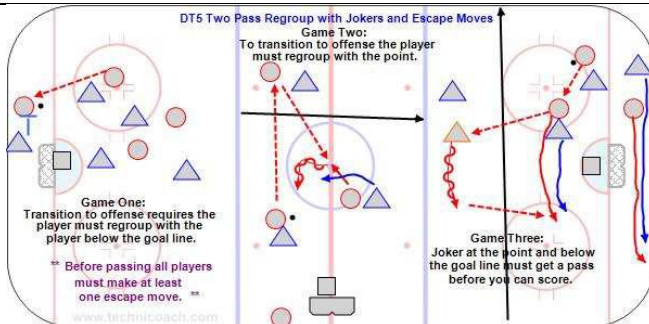 DT5 Two Pass Regroup with Jokers and Escape Moves
Game Two:
To transition to offense the player
must regroup with the point.
Game One:
Transition to offense requires the
player must regroup with the
player below the goal line.
** Before passing all players
must make at least
one escape move. **
Game Three:
Joker at the point and below
the goal line must get a pass
before you can score.
www.technicoach.com